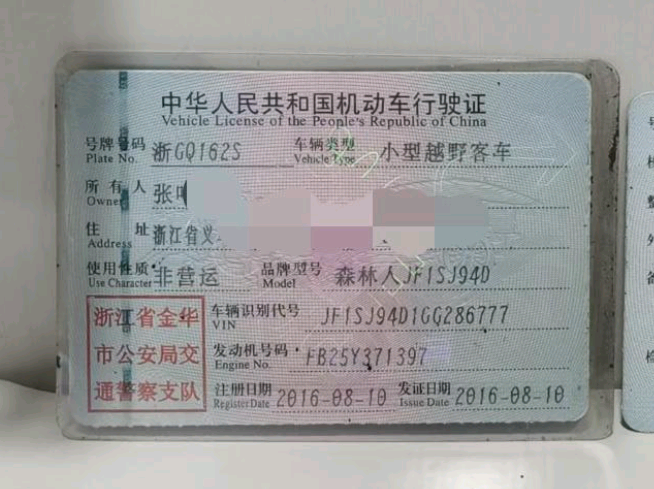 中华人民共和国机动车行驶证
Vehicle License of the People's Republic of China
号牌号码 浙GQ162S 车辆类型 小型越野客车
Plate No. Vehicle Type
所有人 张
Owner
住址 浙江省义
Address
使用性质 非营运 品牌型号 森林人JF1SJ94D
Use Character Model
浙江省金华 车辆识别代号 JF1SJ94D1GG286777
VIN
市公安局交 发动机号码 FB25Y371397
Engine No.
通警察支队 注册日期 2016-08-10 发证日期 2016-08-10
Register Date Issue Date